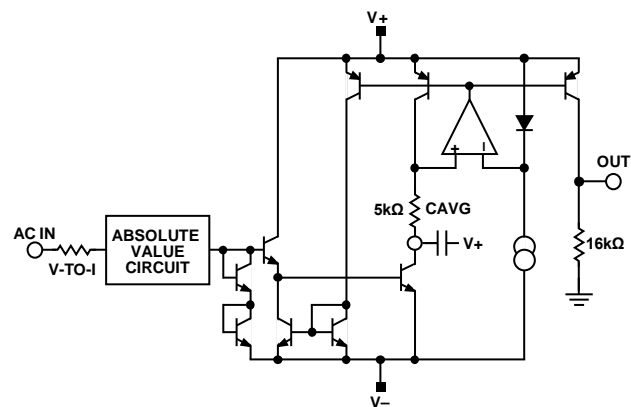 V+
+
–
OUT
5kΩ
CAVG
V+
AC IN
V-TO-I
ABSOLUTE
VALUE
CIRCUIT
16kΩ
V–